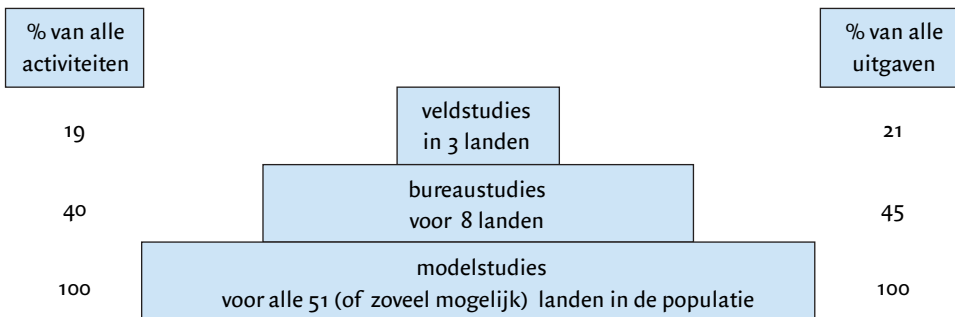 % van alle
activiteiten
% van alle
uitgaven
veldstudies
in 3 landen
19
21
bureaustudies
voor 8 landen
40
45
modelstudies
voor alle 51 (of zoveel mogelijk) landen in de populatie
100
100